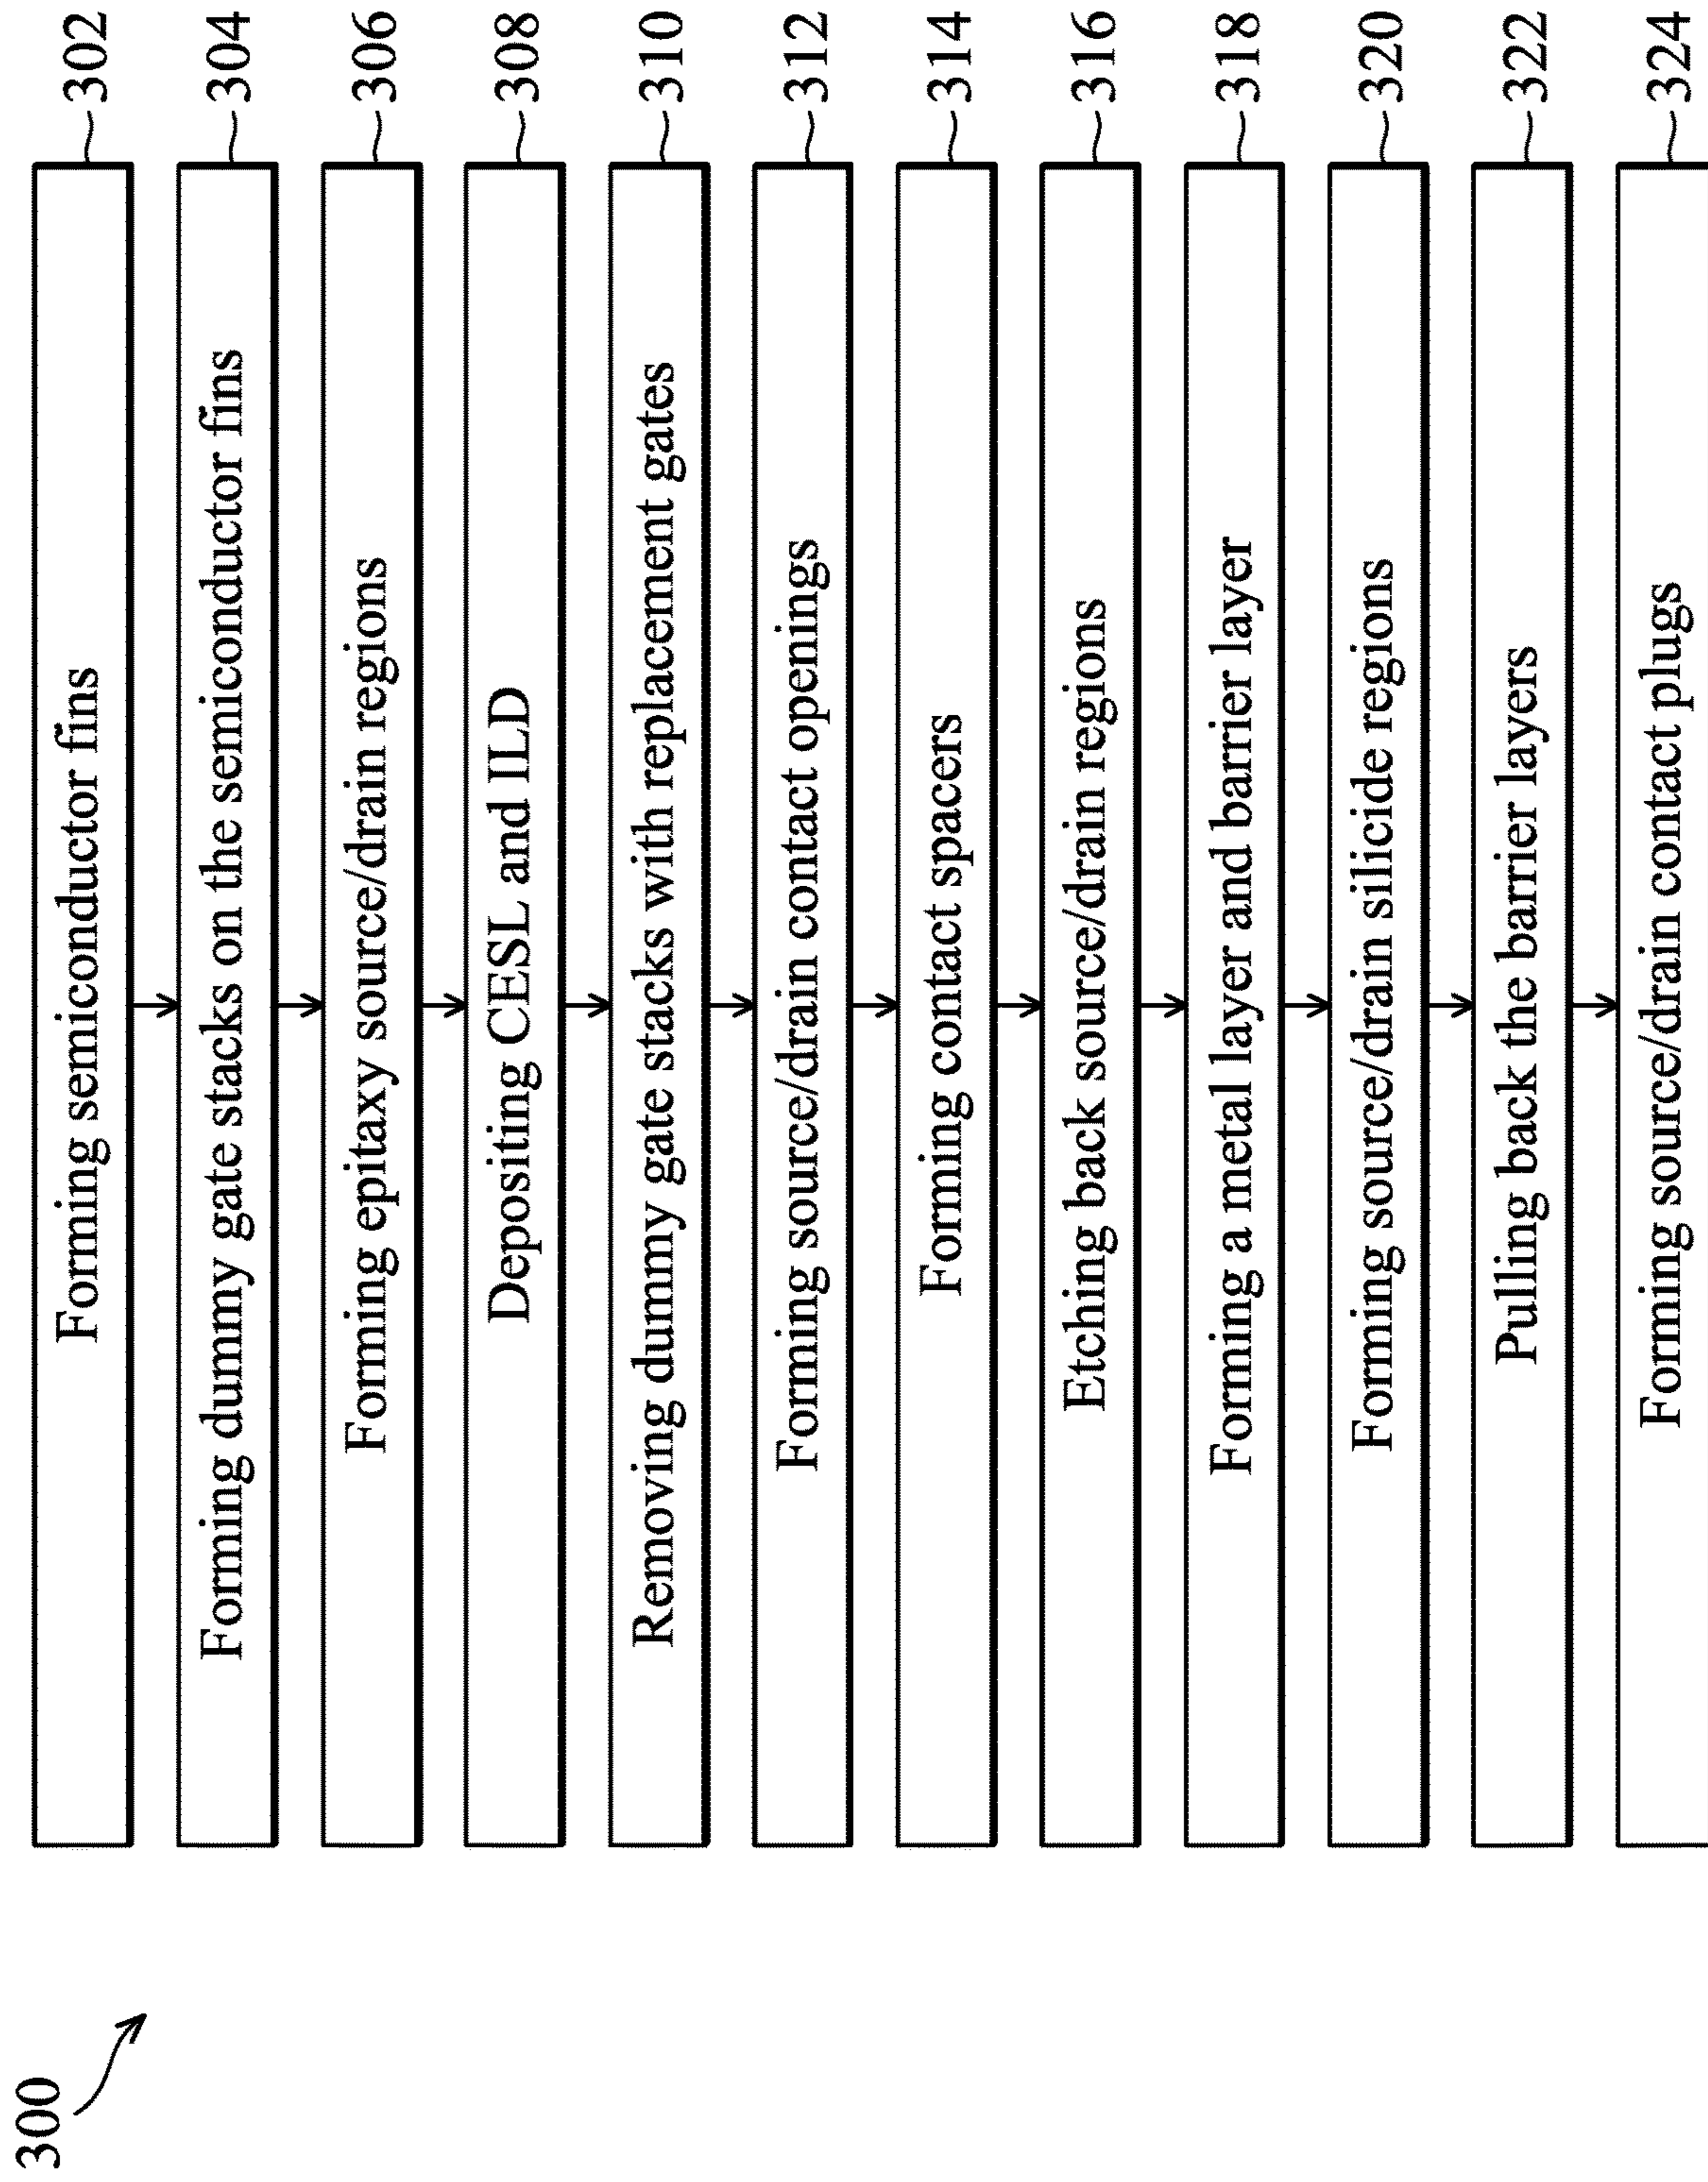 300
Forming semiconductor fins 302
Forming dummy gate stacks on the semiconductor fins 304
Forming epitaxy source/drain regions 306
Depositing CESL and ILD 308
Removing dummy gate stacks with replacement gates 310
Forming source/drain contact openings 312
Forming contact spacers 314
Etching back source/drain regions 316
Forming a metal layer and barrier layer 318
Forming source/drain silicide regions 320
Pulling back the barrier layers 322
Forming source/drain contact plugs 324